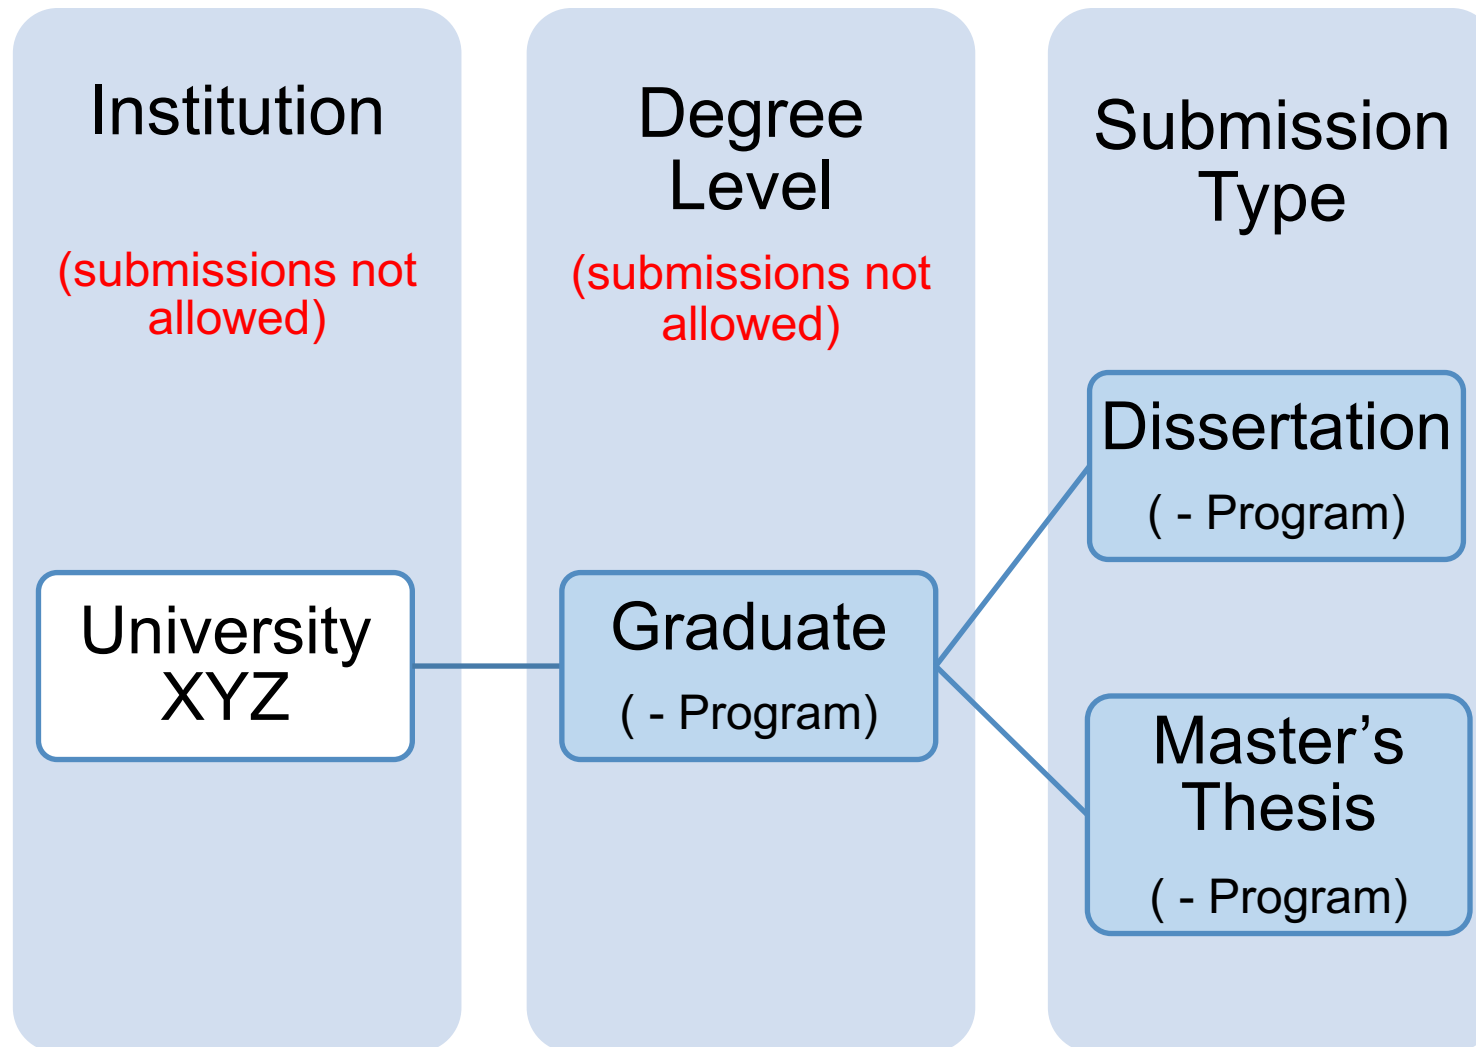 Institution
(submissions not
allowed)
University
XYZ
Degree
Level
(submissions not
allowed)
Graduate
( - Program)
Submission
Type
Dissertation
( - Program)
Master’s
Thesis
( - Program)